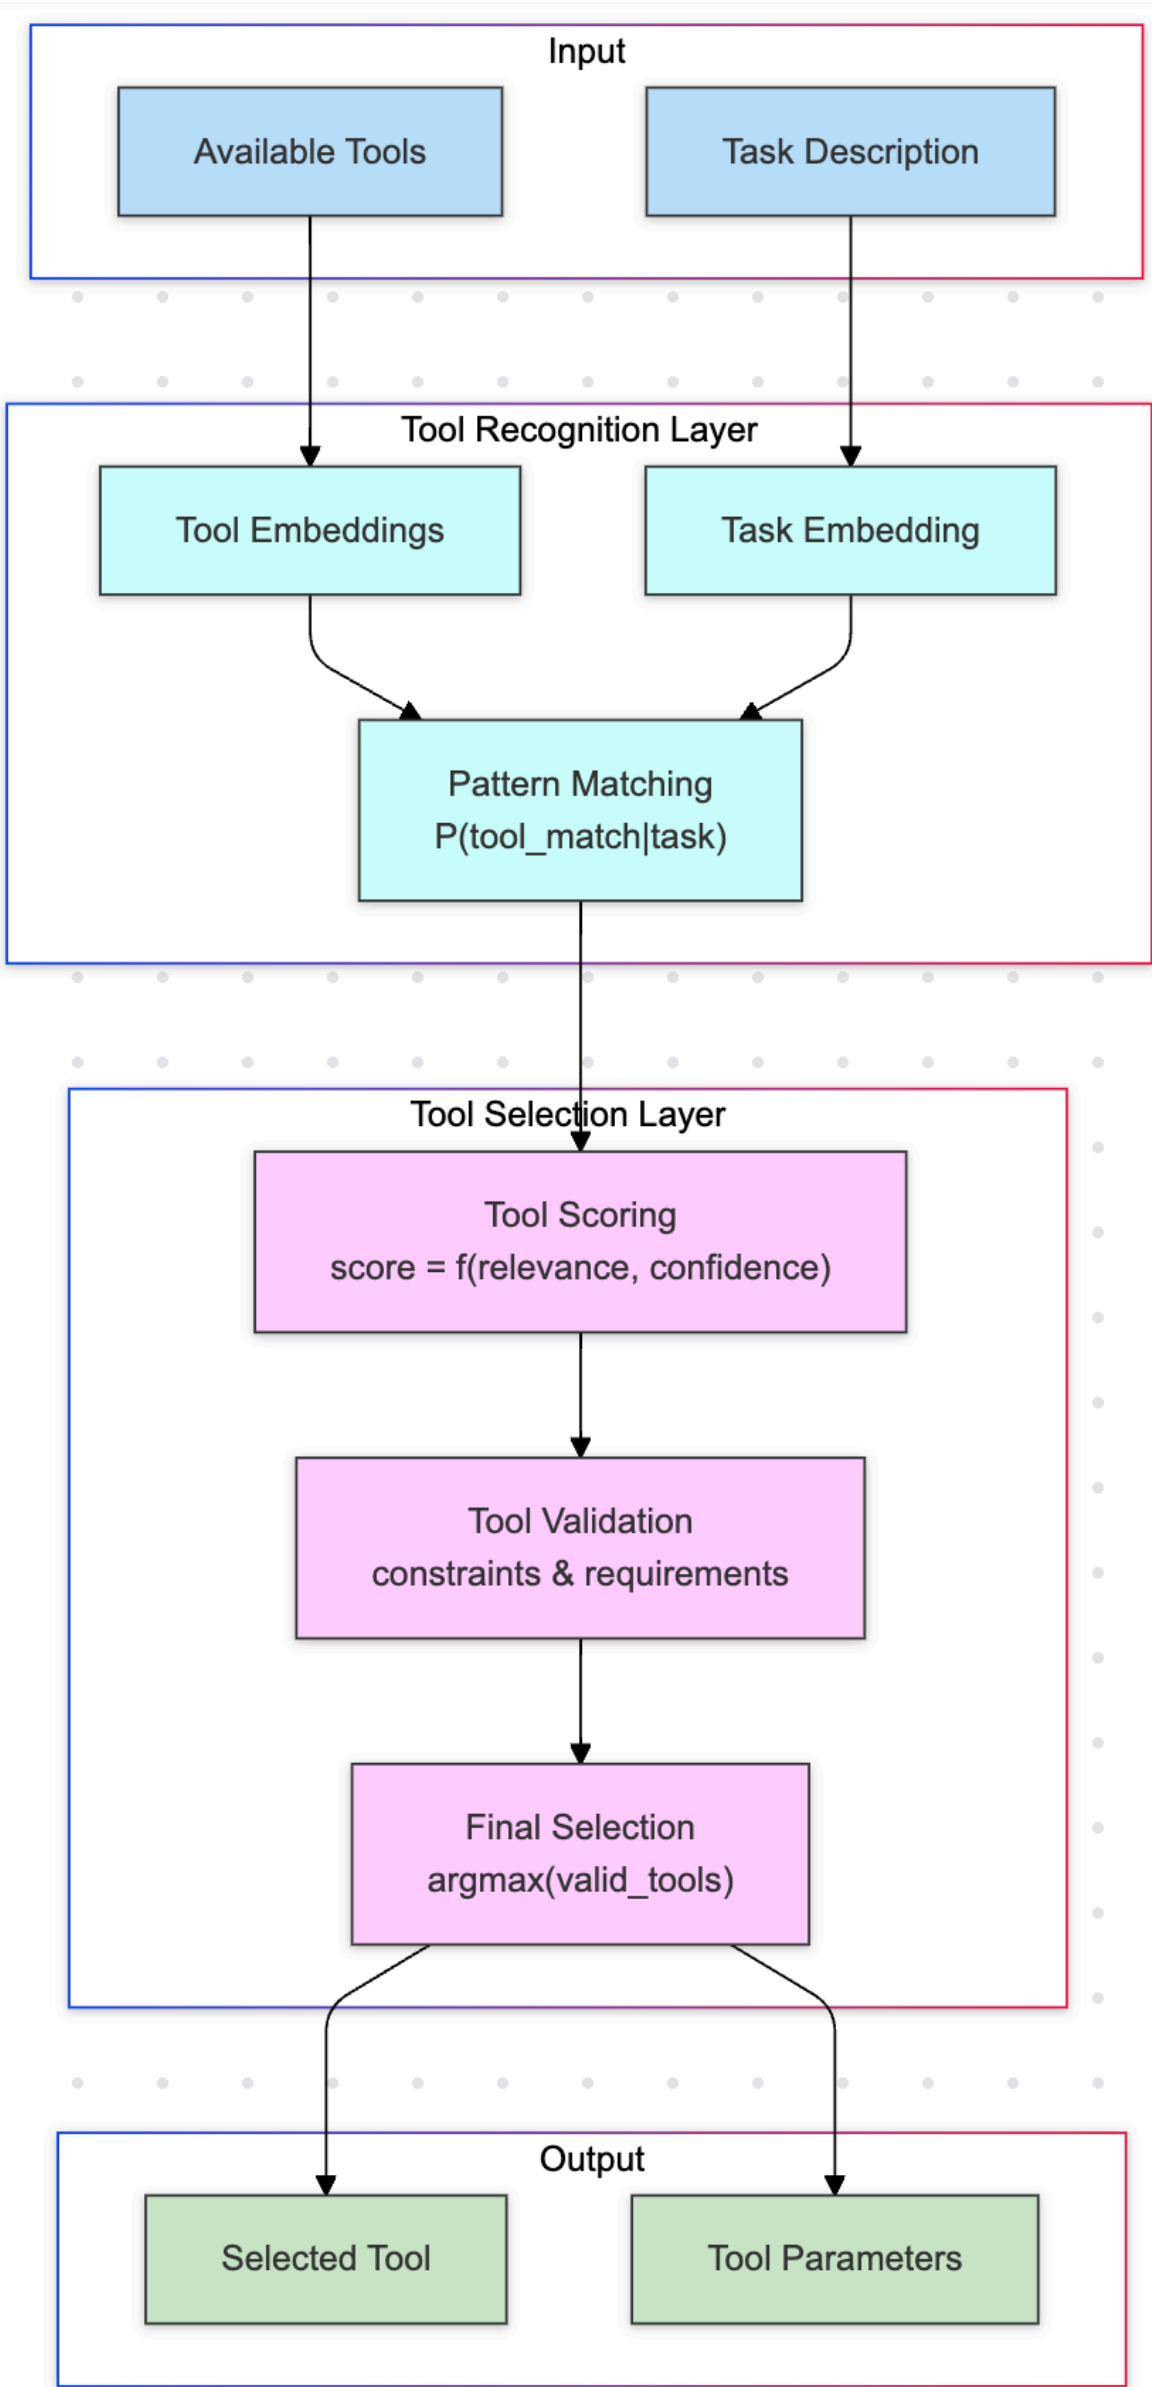 Input
Available Tools
Task Description
Tool Recognition Layer
Tool Embeddings
Task Embedding
Pattern Matching
P(tool_match|task)
Tool Selection Layer
Tool Scoring
score = f(relevance, confidence)
Tool Validation
constraints & requirements
Final Selection
argmax(valid_tools)
Output
Selected Tool
Tool Parameters